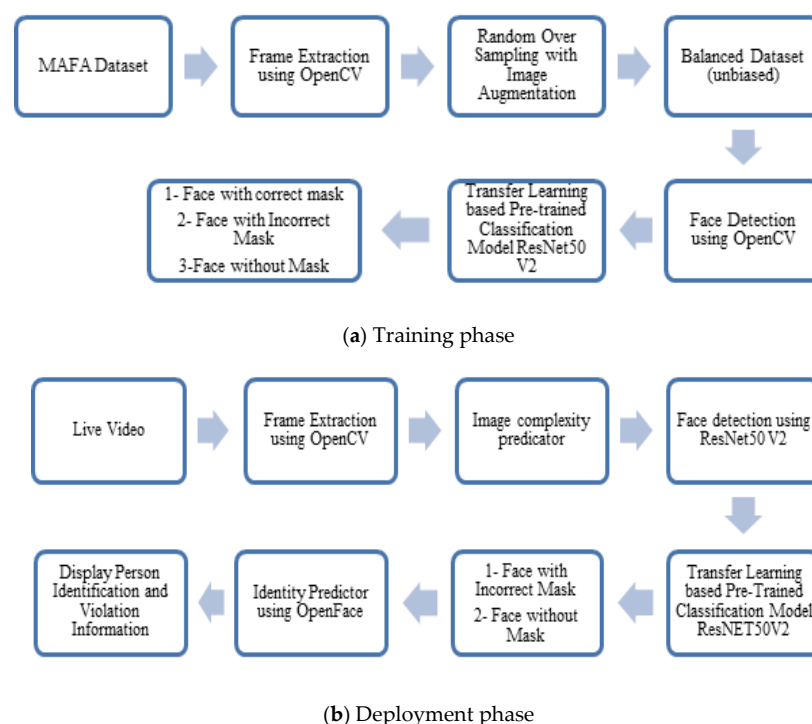 MAFA Dataset
Frame Extraction
using OpenCV
Random Over
Sampling with
Image
Augmentation
Balanced Dataset
(unbiased)
Face Detection
using OpenCV
Transfer Learning
based Pre-trained
Classification
Model ResNet50
V2
1- Face with correct mask
2- Face with Incorrect
Mask
3-Face without Mask
(a) Training phase
Live Video
Frame Extraction
using OpenCV
Image complexity
predicator
Face detection using
ResNet50 V2
Transfer Learning
based Pre-Trained
Classification Model
ResNET50V2
1- Face with
Incorrect Mask
2- Face without
Mask
Identity Predictor
using OpenFace
Display Person
Identification and
Violation
Information
(b) Deployment phase